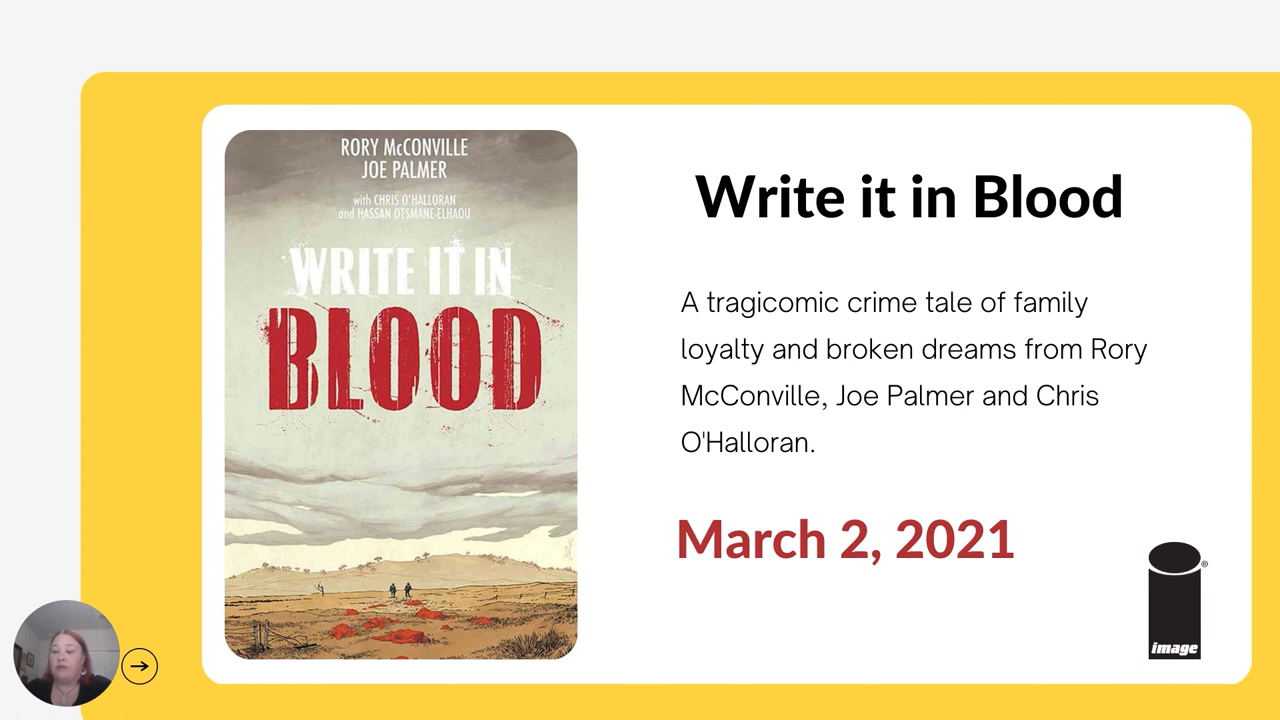 RORY McCONVILLE
JOE PALMER
with CHRIS O'HALLORAN
and HASSAN OTSMANE-ELHAOU
WRITE IT IN
BLOOD
Write it in Blood
A tragicomic crime tale of family
loyalty and broken dreams from Rory
McConville, Joe Palmer and Chris
O'Halloran.
March 2, 2021
image
®